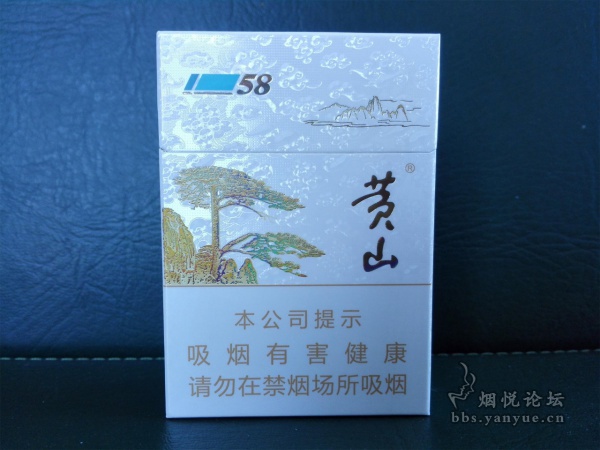 58
黄山®
本公司提示
吸烟有害健康
请勿在禁烟场所吸烟
烟悦论坛
bbs.yanyue.cn